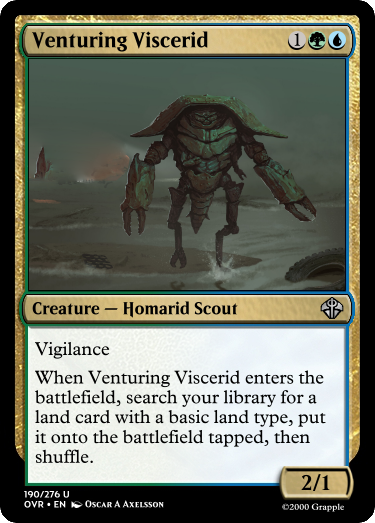 Venturing Viscerid 1
Creature — Homarid Scout
Vigilance
When Venturing Viscerid enters the
battlefield, search your library for a
land card with a basic land type, put
it onto the battlefield tapped, then
shuffle.
2/1
190/276 U
OVR • EN Oscar A Axelsson
©2000 Grapple